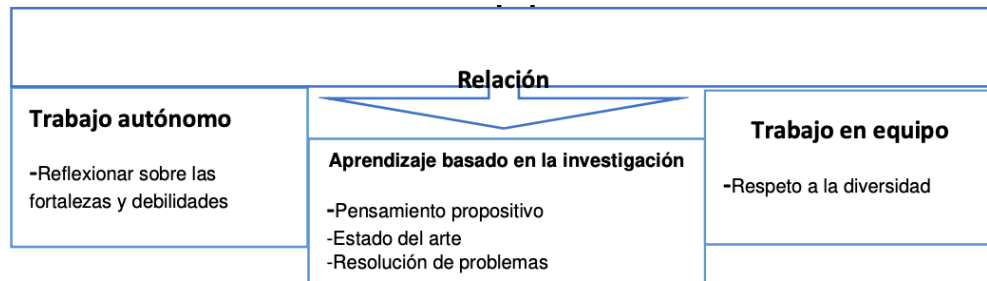 Relación
Trabajo autónomo
-Reflexionar sobre las
fortalezas y debilidades
Aprendizaje basado en la investigación
-Pensamiento propositivo
-Estado del arte
-Resolución de problemas
Trabajo en equipo
-Respeto a la diversidad